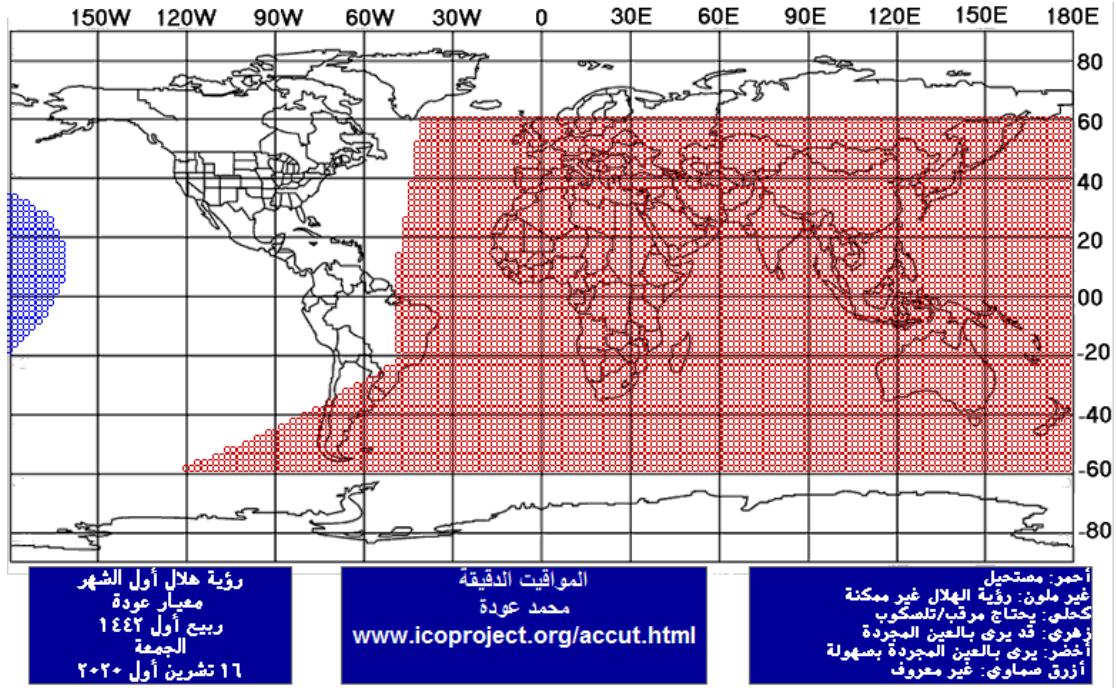 150W 120W 90W 60W 30W 0 30E 60E 90E 120E 150E 180E
80
60
40
20
00
-20
-40
-60
-80
رؤية هلال أول الشهر
معيار عودة
ربيع أول ١٤٤٢
الجمعة
١٦ تشرين أول ٢٠٢٠
المواقيت الدقيقة
محمد عودة
www.icoproject.org/accut.html
أحمر: مستحيل
غير ملون: رؤية الهلال غير ممكنة
كحلي: يحتاج مرقب/تلسكوب
زهري: قد يرى بالعين المجردة
أخضر: يرى بالعين المجردة بصهولة
أزرق صماوي: غير معروف